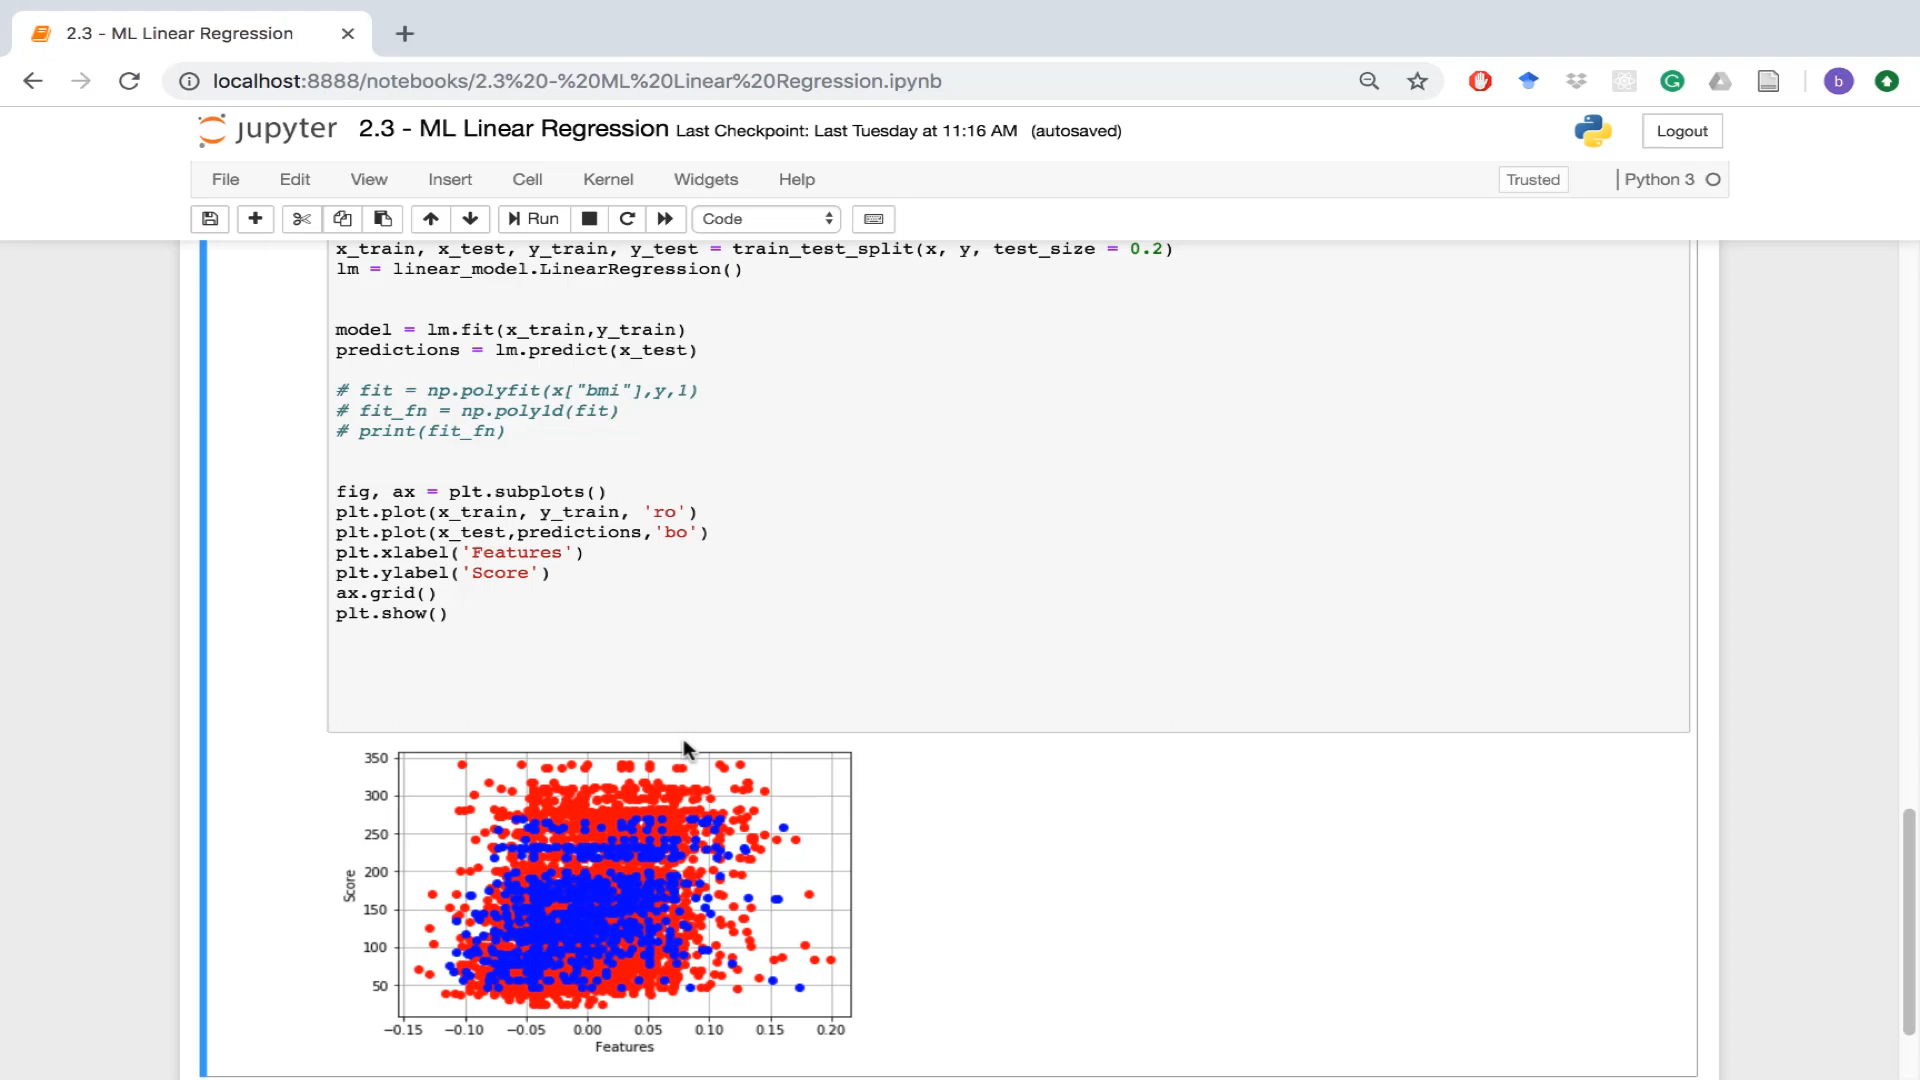 2.3 - ML Linear Regression
localhost:8888/notebooks/2.3%20-%20ML%20Linear%20Regression.ipynb
b
jupyter 2.3 - ML Linear Regression Last Checkpoint: Last Tuesday at 11:16 AM (autosaved)
Logout
File Edit View Insert Cell Kernel Widgets Help
Trusted
Python 3
Run
Code
x_train, x_test, y_train, y_test = train_test_split(x, y, test_size = 0.2)
lm = linear_model.LinearRegression()
model = lm.fit(x_train,y_train)
predictions = lm.predict(x_test)
# fit = np.polyfit(x["bmi"],y,1)
# fit_fn = np.poly1d(fit)
# print(fit_fn)
fig, ax = plt.subplots()
plt.plot(x_train, y_train, 'ro')
plt.plot(x_test,predictions,'bo')
plt.xlabel('Features')
plt.ylabel('Score')
ax.grid()
plt.show()
350
300
250
200
150
100
50
Score
−0.15 −0.10 −0.05 0.00 0.05 0.10 0.15 0.20
Features